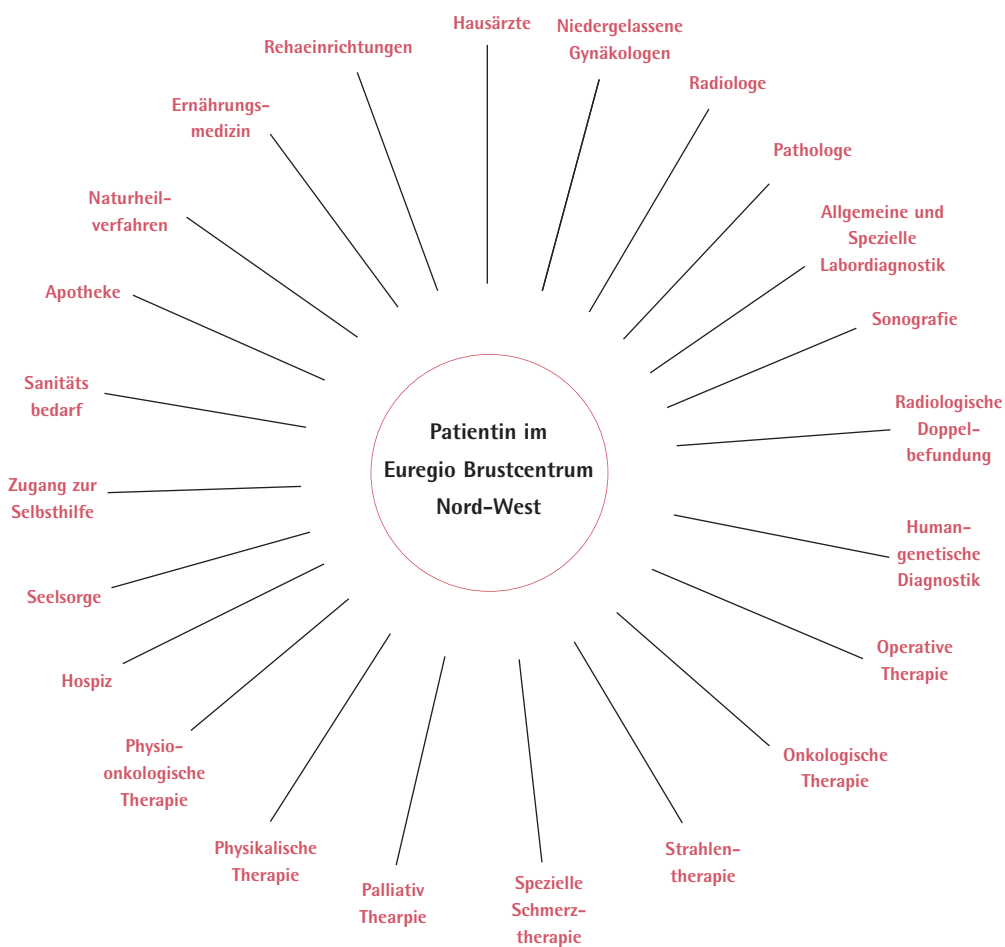 Hausärzte
Niedergelassene
Gynäkologen
Radiologe
Pathologe
Allgemeine und
Spezielle
Labordiagnostik
Sonografie
Radiologische
Doppel-
befundung
Human-
genetische
Diagnostik
Operative
Therapie
Onkologische
Therapie
Strahlen-
therapie
Spezielle
Schmerz-
therapie
Palliativ
Thearpie
Physikalische
Therapie
Physio-
onkologische
Therapie
Hospiz
Seelsorge
Zugang zur
Selbsthilfe
Sanitäts
bedarf
Apotheke
Naturheil-
verfahren
Ernährungs-
medizin
Rehaeinrichtungen
Patientin im
Euregio Brustcentrum
Nord-West